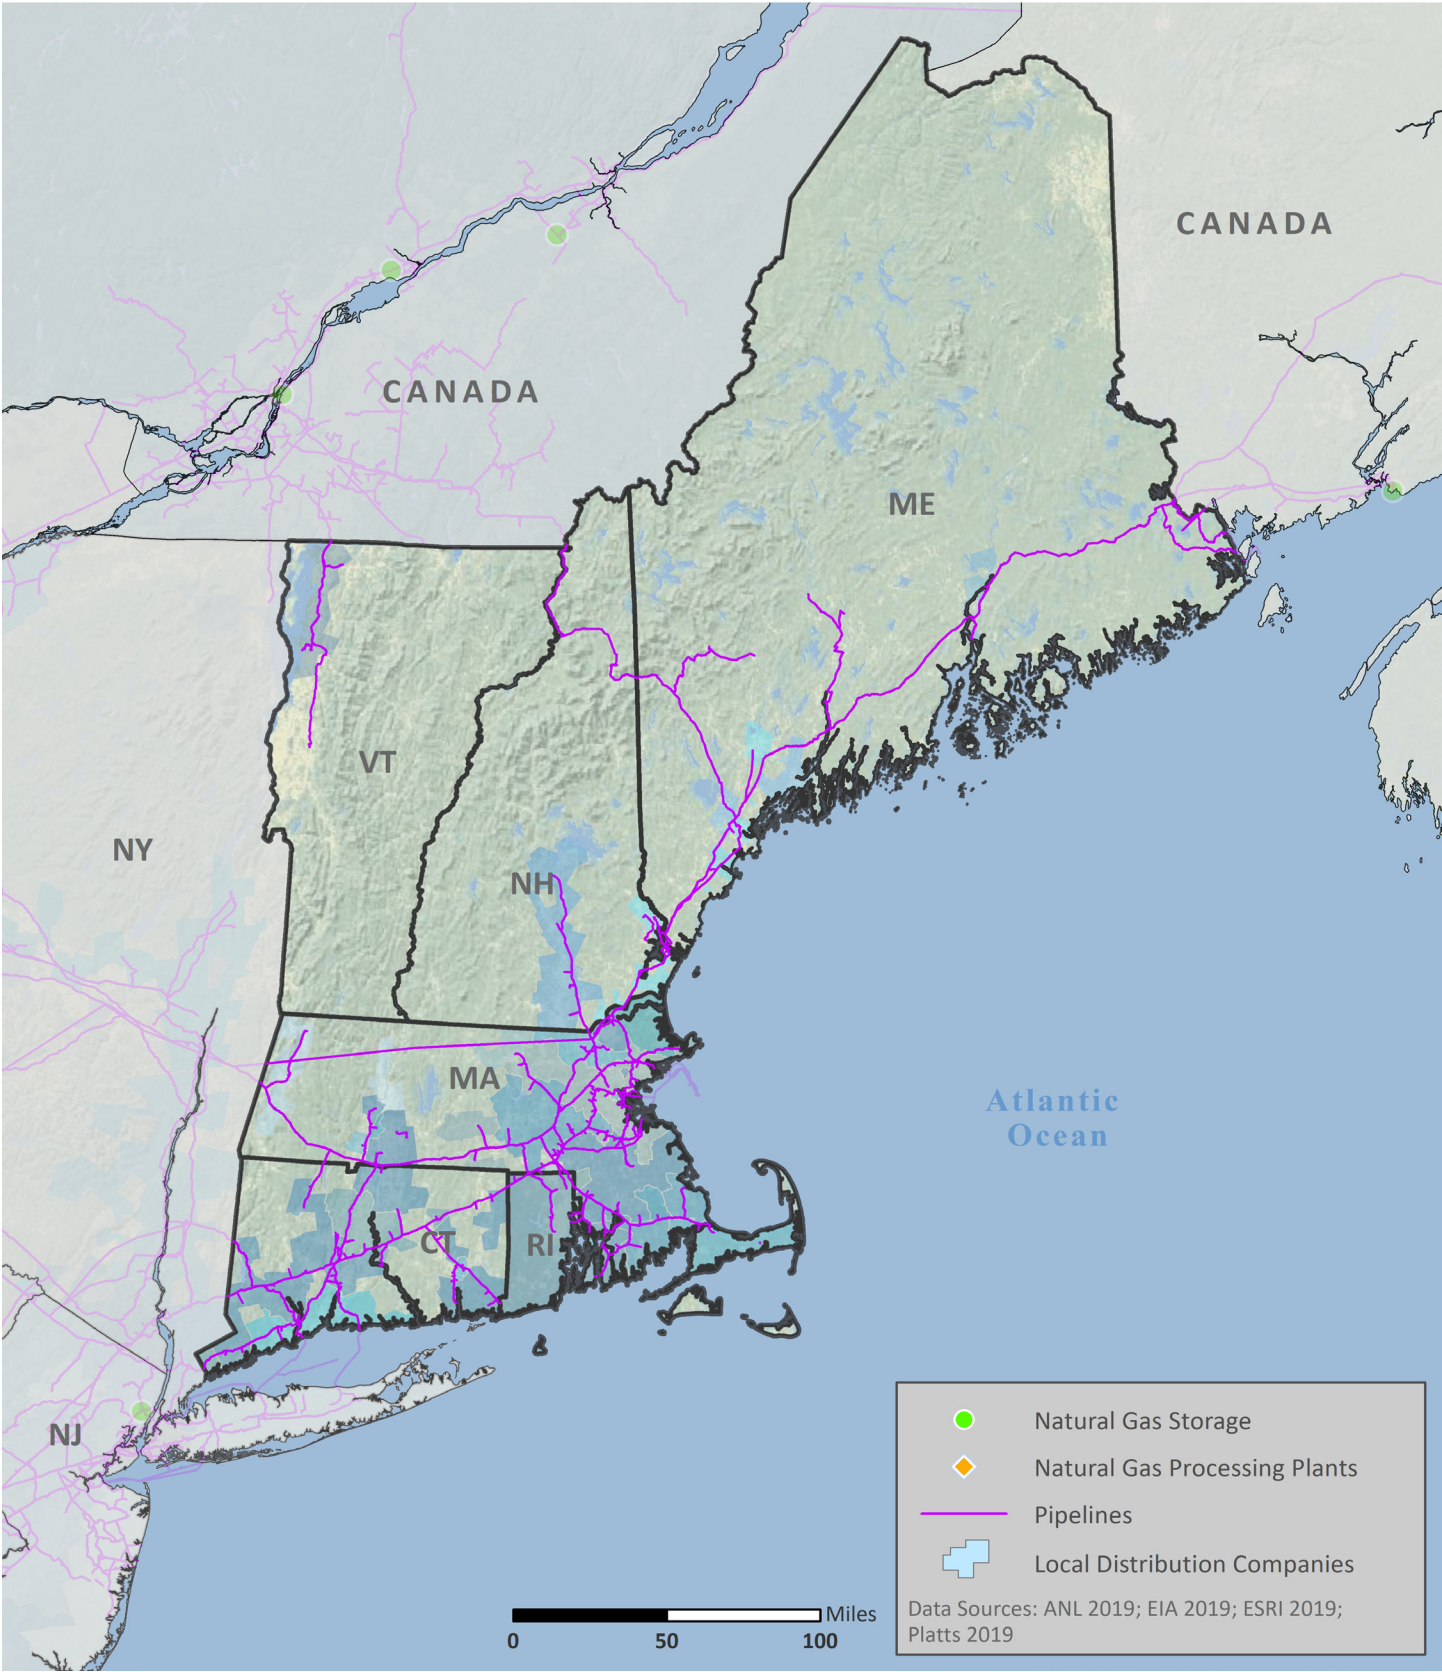 CANADA
CANADA
ME
VT
NY
NH
MA
Atlantic
Ocean
CT
RI
NJ
Natural Gas Storage
Natural Gas Processing Plants
Pipelines
Local Distribution Companies
Data Sources: ANL 2019; EIA 2019; ESRI 2019;
Platts 2019
Miles
0 50 100